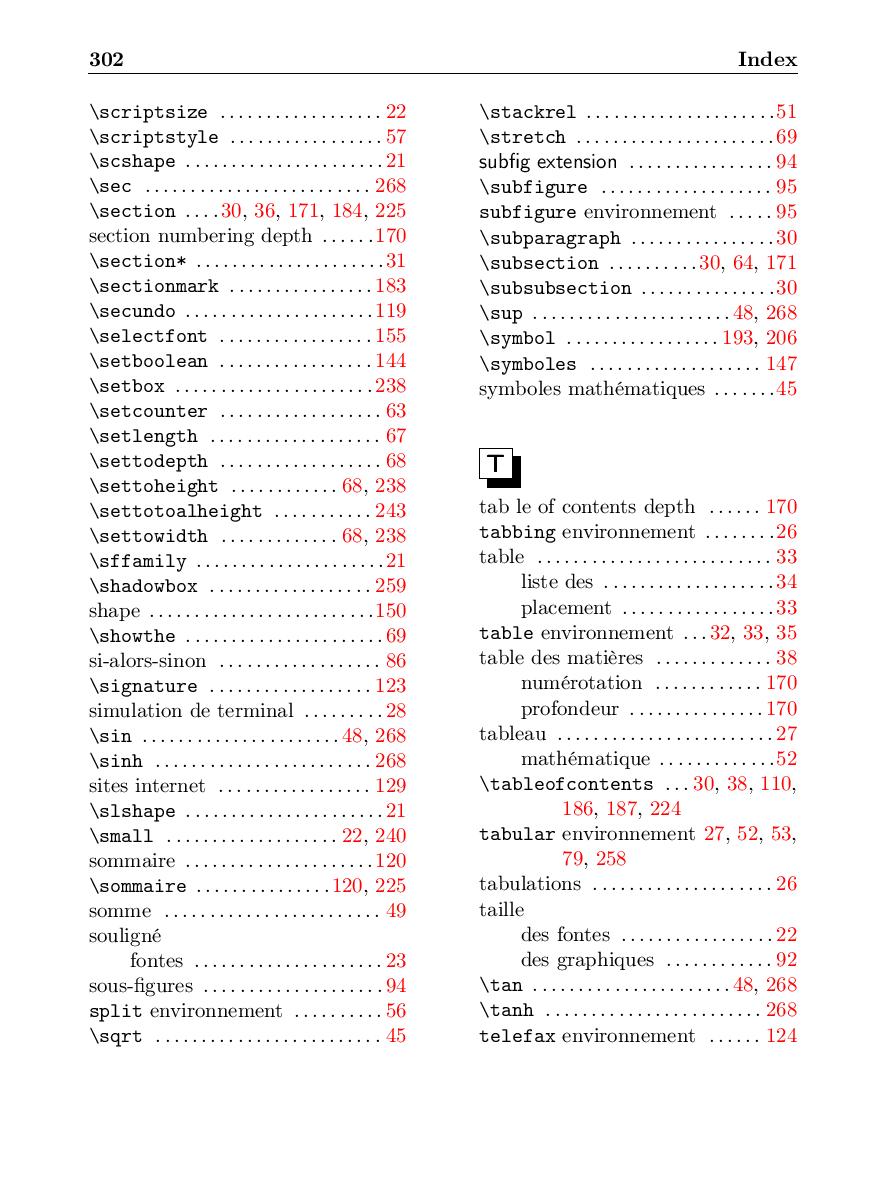 302 Index
\scriptsize .................. 22
\scriptstyle ................. 57
\scshape ...................... 21
\sec ......................... 268
\section .... 30, 36, 171, 184, 225
section numbering depth ...... 170
\section* ..................... 31
\sectionmark ................ 183
\secundo ..................... 119
\selectfont ................. 155
\setboolean ................. 144
\setbox ...................... 238
\setcounter .................. 63
\setlength ................... 67
\settodepth .................. 68
\settoheight ............ 68, 238
\settotoalheight ........... 243
\settowidth ............. 68, 238
\sffamily ..................... 21
\shadowbox .................. 259
shape ......................... 150
\showthe ...................... 69
si-alors-sinon .................. 86
\signature .................. 123
simulation de terminal ......... 28
\sin ...................... 48, 268
\sinh ........................ 268
sites internet ................. 129
\slshape ...................... 21
\small ................... 22, 240
sommaire ..................... 120
\sommaire ............... 120, 225
somme ........................ 49
souligné
fontes ..................... 23
sous-figures .................... 94
split environnement .......... 56
\sqrt ......................... 45
\stackrel ..................... 51
\stretch ...................... 69
subfig extension ................ 94
\subfigure ................... 95
subfigure environnement ..... 95
\subparagraph ................ 30
\subsection .......... 30, 64, 171
\subsubsection ............... 30
\sup ...................... 48, 268
\symbol ................. 193, 206
\symboles ................... 147
symboles mathématiques ....... 45
T
tab le of contents depth ...... 170
tabbing environnement ........ 26
table .......................... 33
liste des ................... 34
placement ................. 33
table environnement ... 32, 33, 35
table des matières ............. 38
numérotation ............ 170
profondeur ............... 170
tableau ........................ 27
mathématique ............. 52
\tableofcontents ... 30, 38, 110,
186, 187, 224
tabular environnement 27, 52, 53,
79, 258
tabulations .................... 26
taille
des fontes ................. 22
des graphiques ............ 92
\tan ...................... 48, 268
\tanh ........................ 268
telefax environnement ...... 124